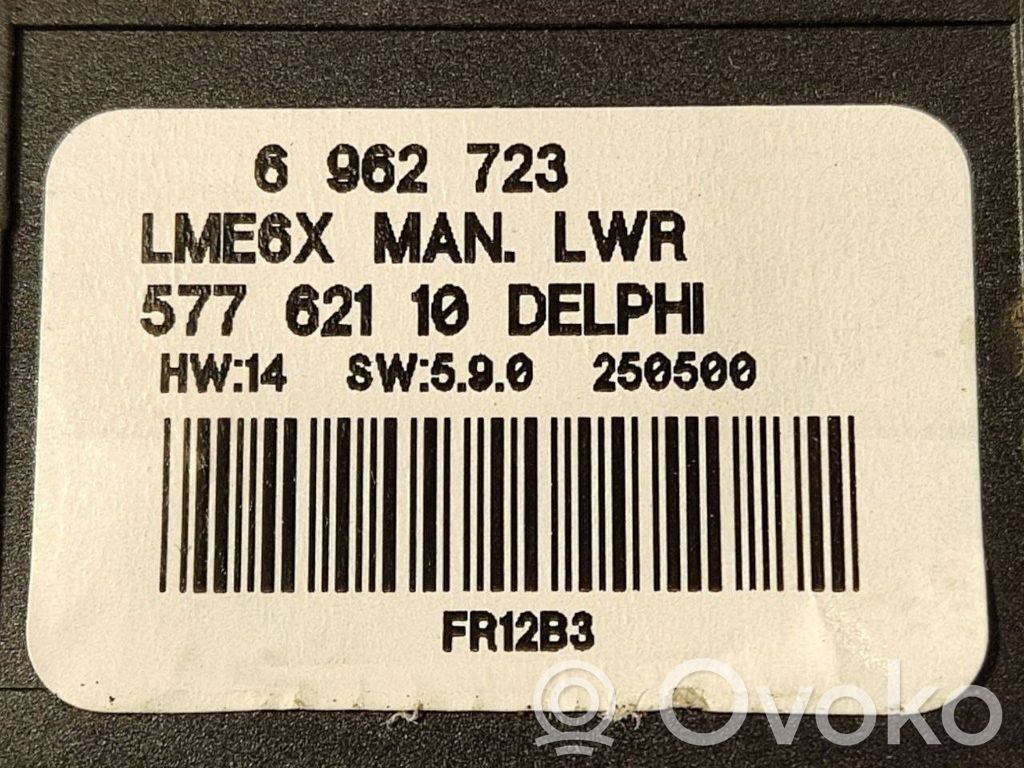 6 962 723
LME6X MAN. LWR
577 621 10 DELPHI
HW:14 SW:5.9.0 250500
FR12B3
Ovoko